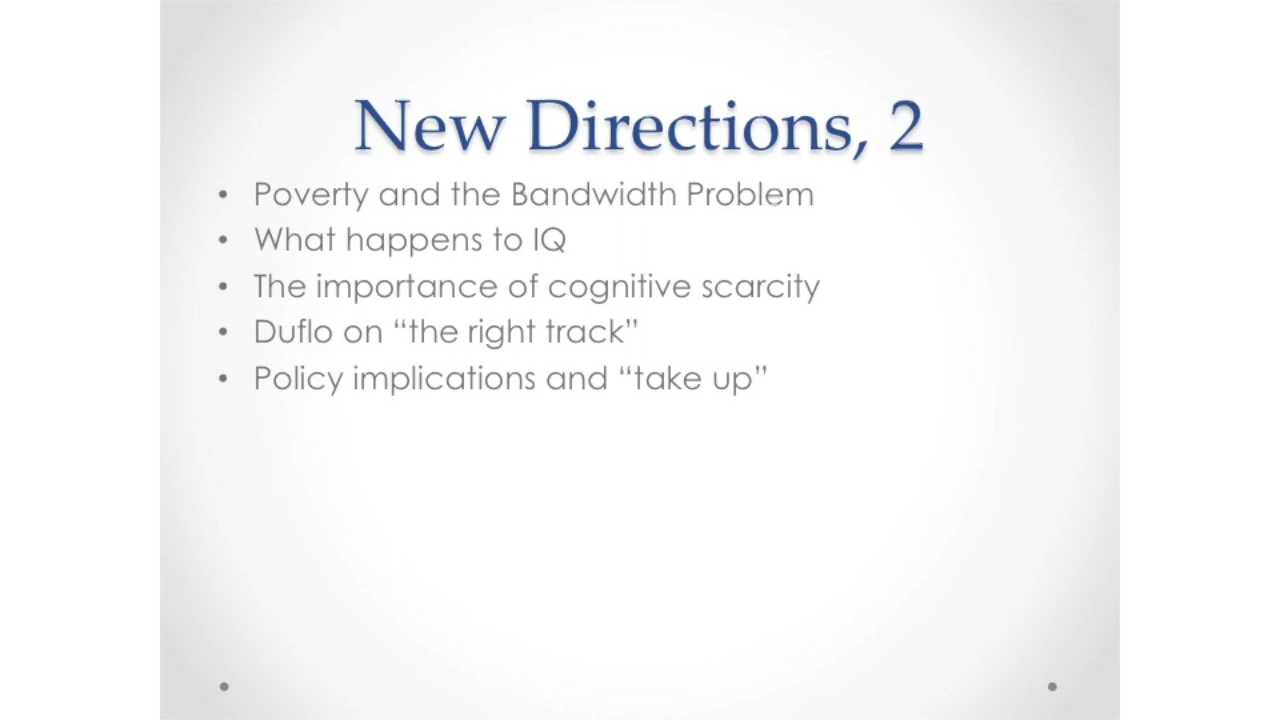 New Directions, 2
• Poverty and the Bandwidth Problem
• What happens to IQ
• The importance of cognitive scarcity
• Duflo on “the right track”
• Policy implications and “take up”